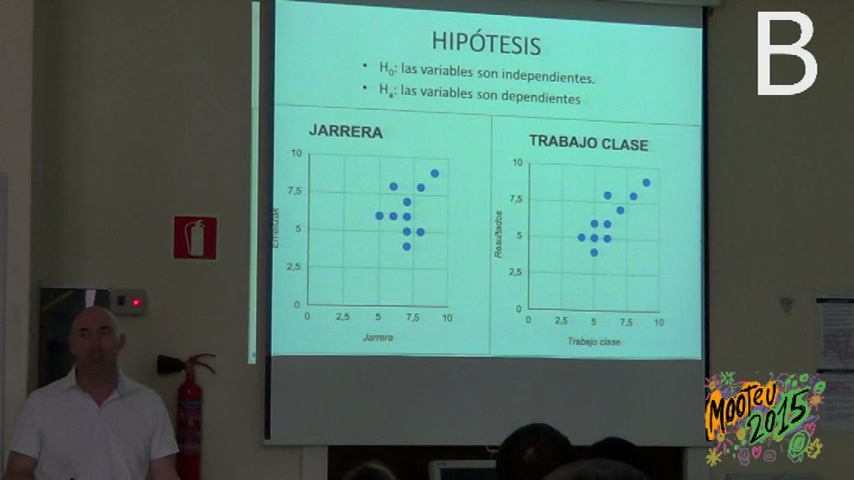 B
HIPÓTESIS
• H0: las variables son independientes.
• Ha: las variables son dependientes
JARRERA
10
7,5
5
2,5
0
0 2,5 5 7,5 10
Emaitzak
Jarrera
TRABAJO CLASE
10
7,5
5
2,5
0
0 2,5 5 7,5 10
Resultados
Trabajo clase
MOOTEU
2015